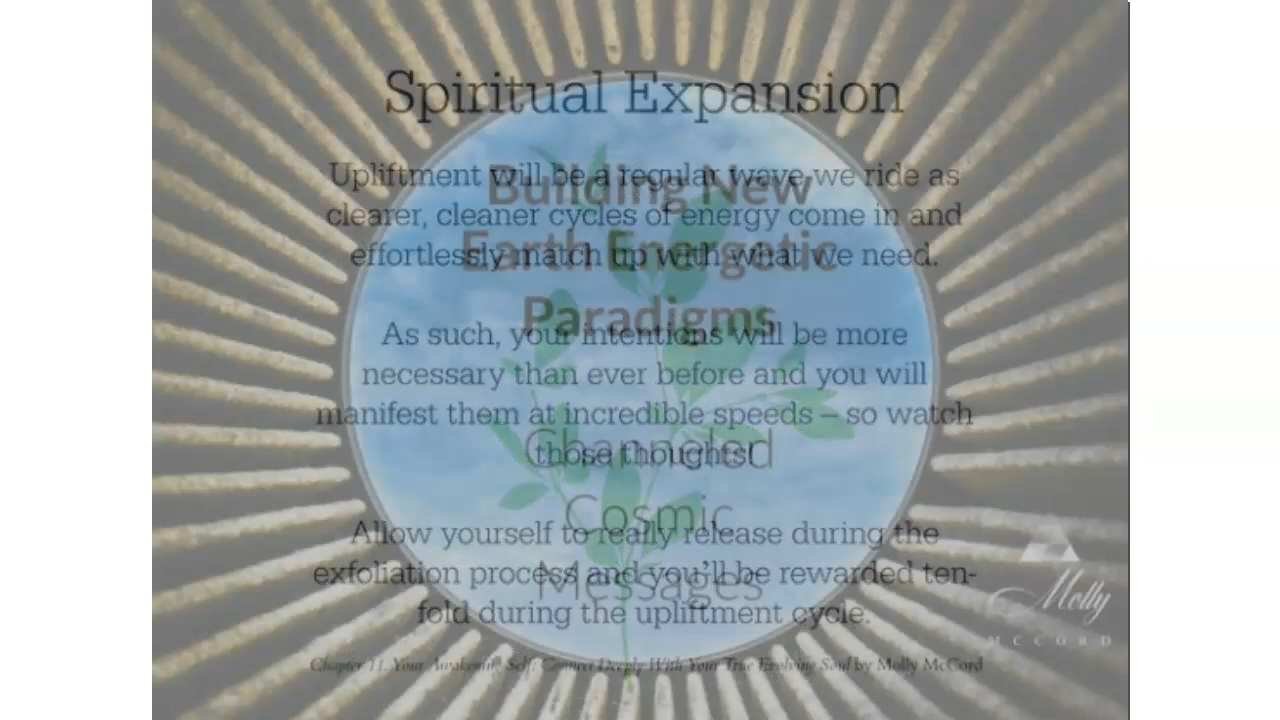 Spiritual Expansion
Upliftment will be a regular wave we ride as
clearer, cleaner cycles of energy come in and
effortlessly match up with what we need.
As such, your intentions will be more
necessary than ever before and you will
manifest them at incredible speeds – so watch
those thoughts!
Allow yourself to really release during the
exfoliation process and you'll be rewarded ten-
fold during the upliftment cycle.
Chapter 11, Your Awakening Self: Connect Deeply With Your True Evolving Soul by Molly McCord
Building New
Earth Energetic
Paradigms
Channeled
Cosmic
Messages
Molly
MCCORD